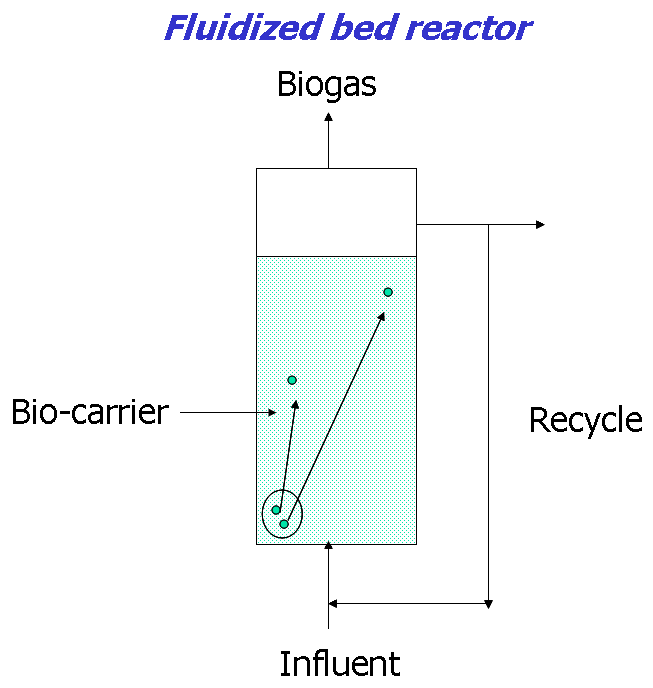 Fluidized bed reactor
Biogas
Bio-carrier
Recycle
Influent